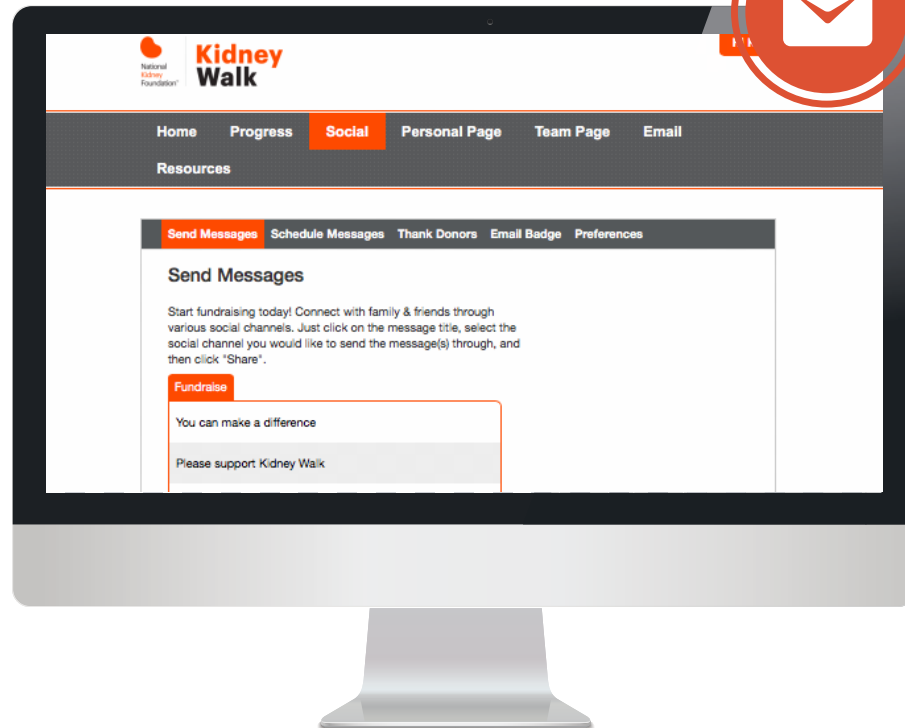 National
Kidney
Foundation™
Kidney
Walk
Home Progress Social Personal Page Team Page Email
Resources
Send Messages Schedule Messages Thank Donors Email Badge Preferences
Send Messages
Start fundraising today! Connect with family & friends through
various social channels. Just click on the message title, select the
social channel you would like to send the message(s) through, and
then click "Share".
Fundraise
You can make a difference
Please support Kidney Walk